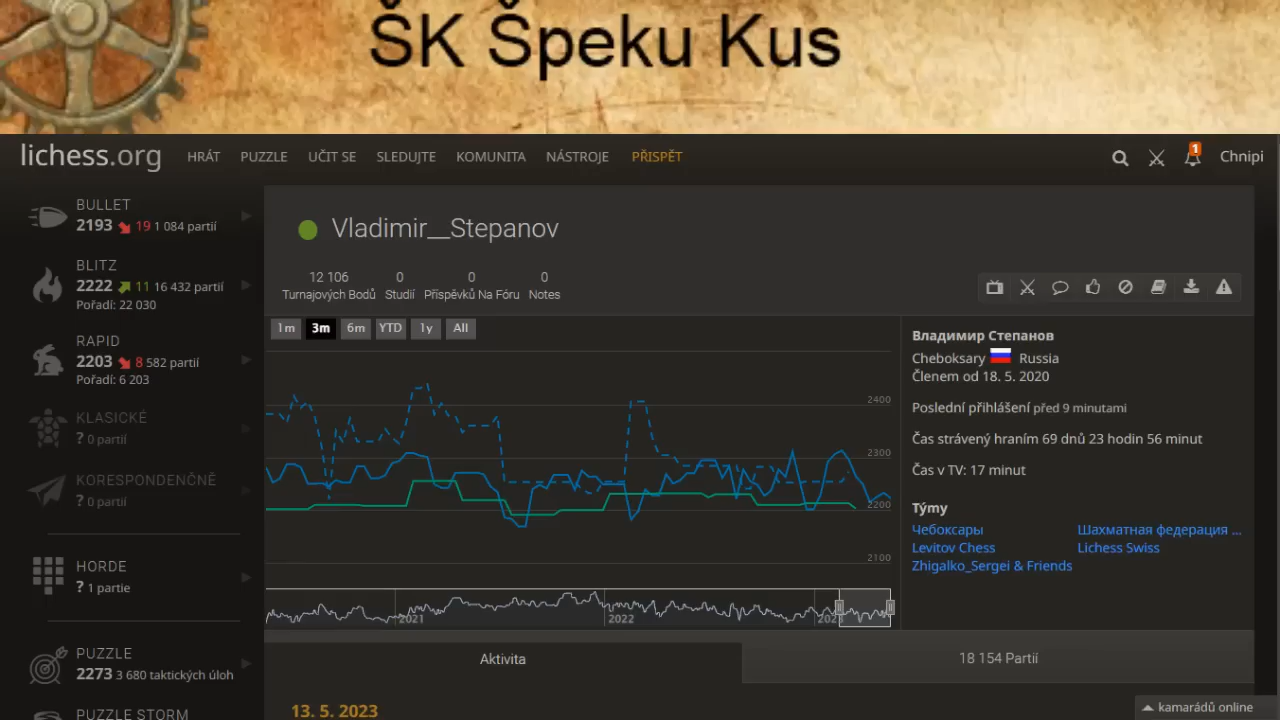 ŠK Špeku Kus
lichess.org HRÁT PUZZLE UČIT SE SLEDUJTE KOMUNITA NÁSTROJE PŘISPĚT 1 Chnipi
BULLET
2193 19 1 084 partií
BLITZ
2222 11 16 432 partií
Pořadí: 22 030
RAPID
2203 8 582 partií
Pořadí: 6 203
KLASICKÉ
? 0 partií
KORESPONDENČNĚ
? 0 partií
HORDE
? 1 partie
PUZZLE
2273 3 680 taktických úloh
PUZZLE STORM
Vladimir__Stepanov
12 106 0 0 0
Turnajových Bodů Studií Příspěvků Na Fóru Notes
1m 3m 6m YTD 1y All
2400
2300
2200
2100
2021 2022 2023
Владимир Степанов
Cheboksary Russia
Členem od 18. 5. 2020
Poslední přihlášení před 9 minutami
Čas strávený hraním 69 dnů 23 hodin 56 minut
Čas v TV: 17 minut
Týmy
Чебоксары Шахматная федерация ...
Levitov Chess Lichess Swiss
Zhigalko_Sergei & Friends
Aktivita 18 154 Partií
13. 5. 2023
kamarádů online